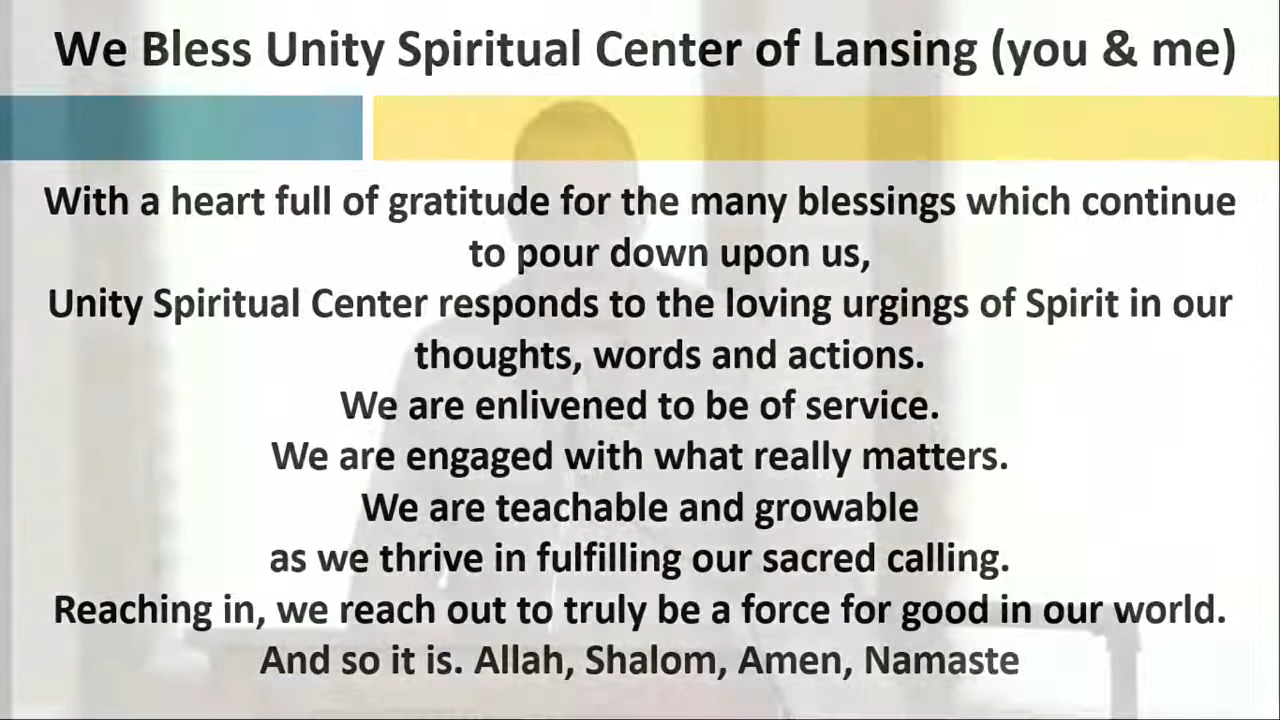 We Bless Unity Spiritual Center of Lansing (you & me)
With a heart full of gratitude for the many blessings which continue
to pour down upon us,
Unity Spiritual Center responds to the loving urgings of Spirit in our
thoughts, words and actions.
We are enlivened to be of service.
We are engaged with what really matters.
We are teachable and growable
as we thrive in fulfilling our sacred calling.
Reaching in, we reach out to truly be a force for good in our world.
And so it is. Allah, Shalom, Amen, Namaste